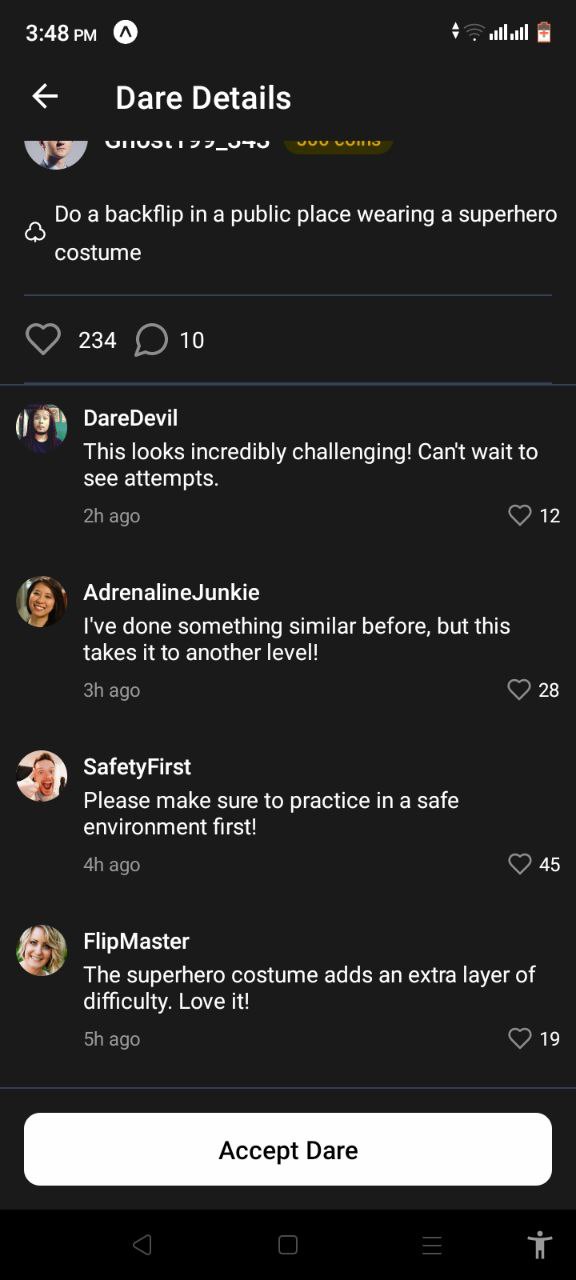 3:48 PM
Dare Details
Ghost199_345 500 coins
Do a backflip in a public place wearing a superhero
costume
234 10
DareDevil
This looks incredibly challenging! Can't wait to
see attempts.
2h ago 12
AdrenalineJunkie
I've done something similar before, but this
takes it to another level!
3h ago 28
SafetyFirst
Please make sure to practice in a safe
environment first!
4h ago 45
FlipMaster
The superhero costume adds an extra layer of
difficulty. Love it!
5h ago 19
Accept Dare